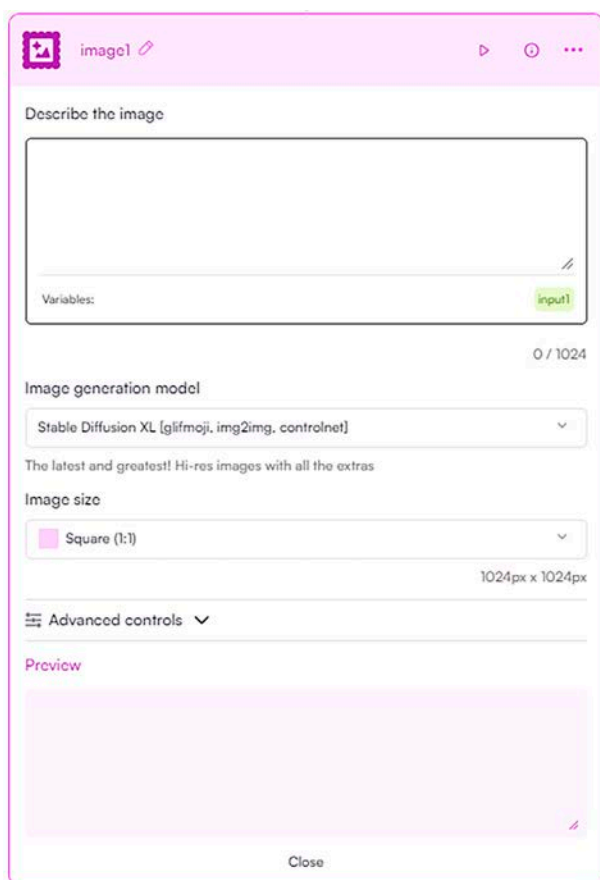 image1
Describe the image
Variables:
input1
0 / 1024
Image generation model
Stable Diffusion XL [glifmoji, img2img, controlnet]
The latest and greatest! Hi-res images with all the extras
Image size
Square (1:1)
1024px x 1024px
Advanced controls
Preview
Close